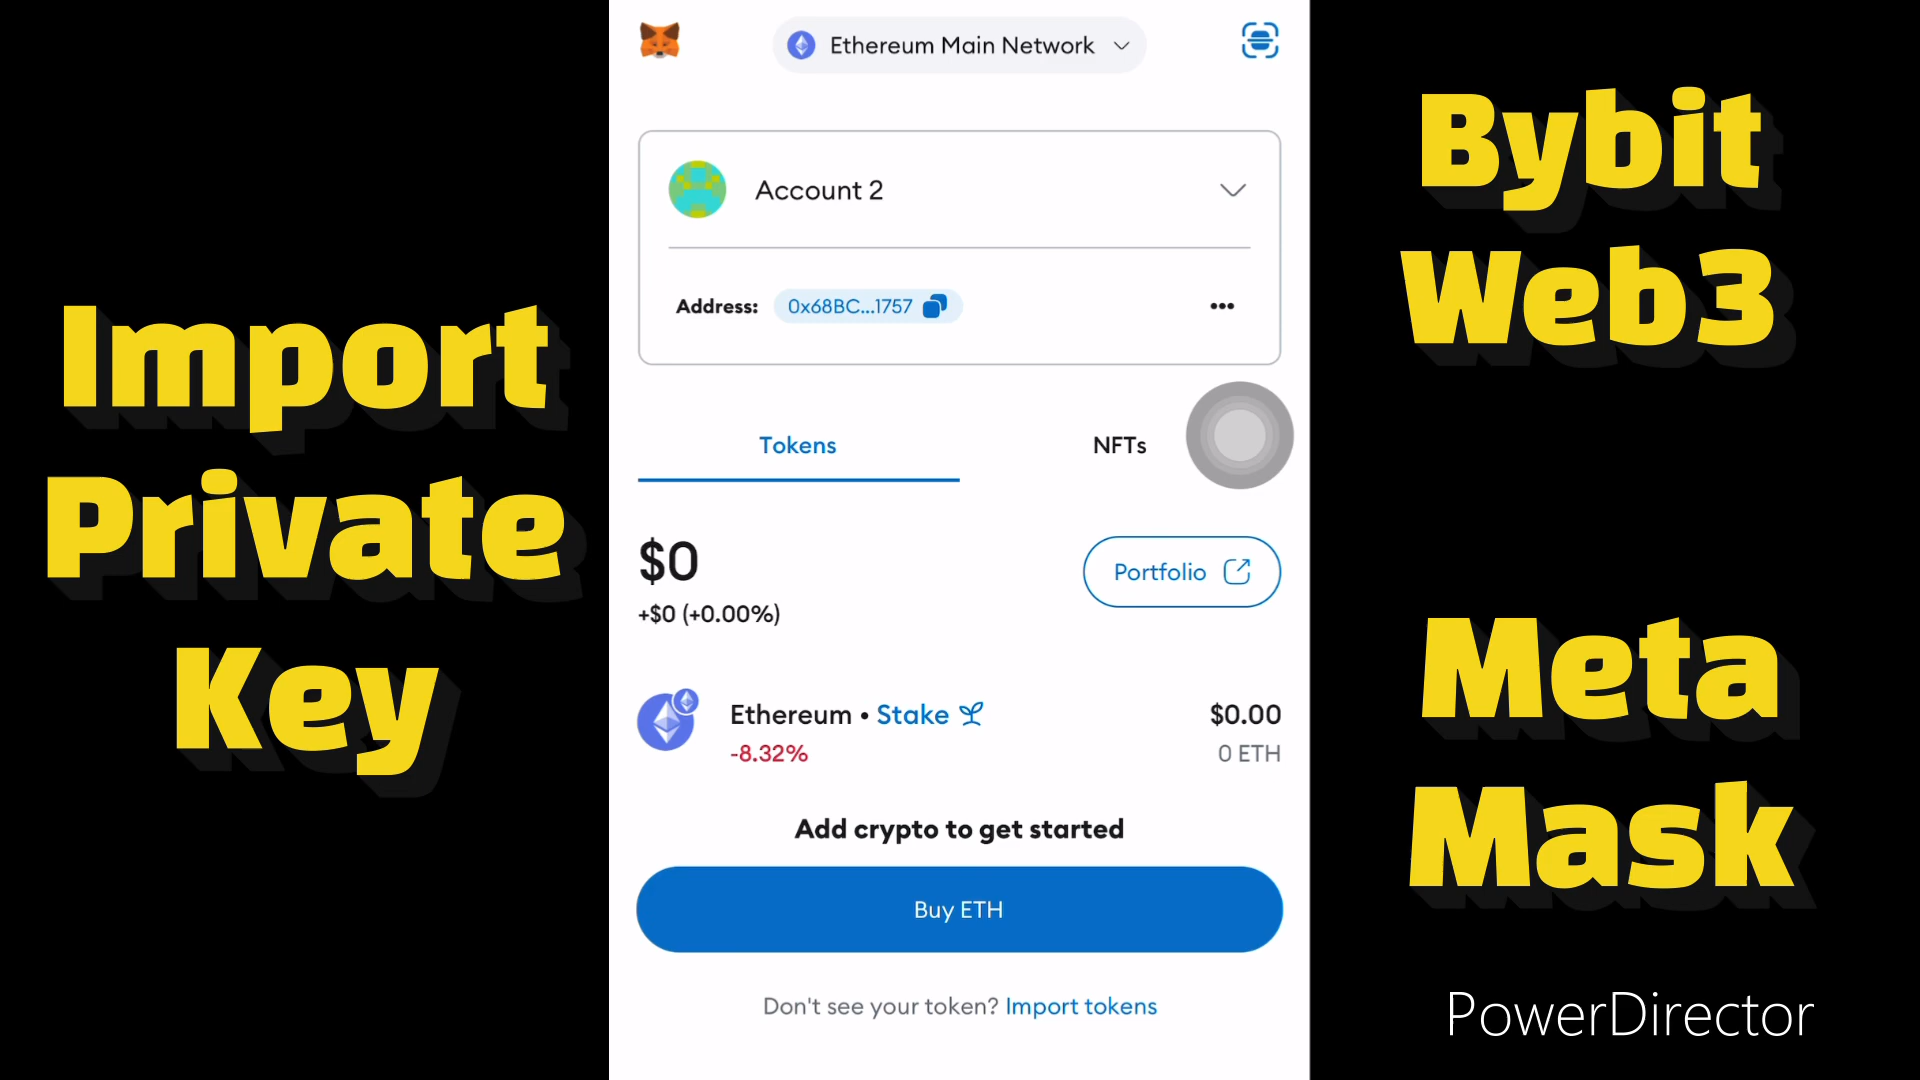 Import
Private
Key
Ethereum Main Network
Account 2
Address: 0x68BC...1757
Tokens
NFTs
$0
+$0 (+0.00%)
Portfolio
Ethereum • Stake
-8.32%
$0.00
0 ETH
Add crypto to get started
Buy ETH
Don't see your token? Import tokens
Bybit
Web3
Meta
Mask
PowerDirector